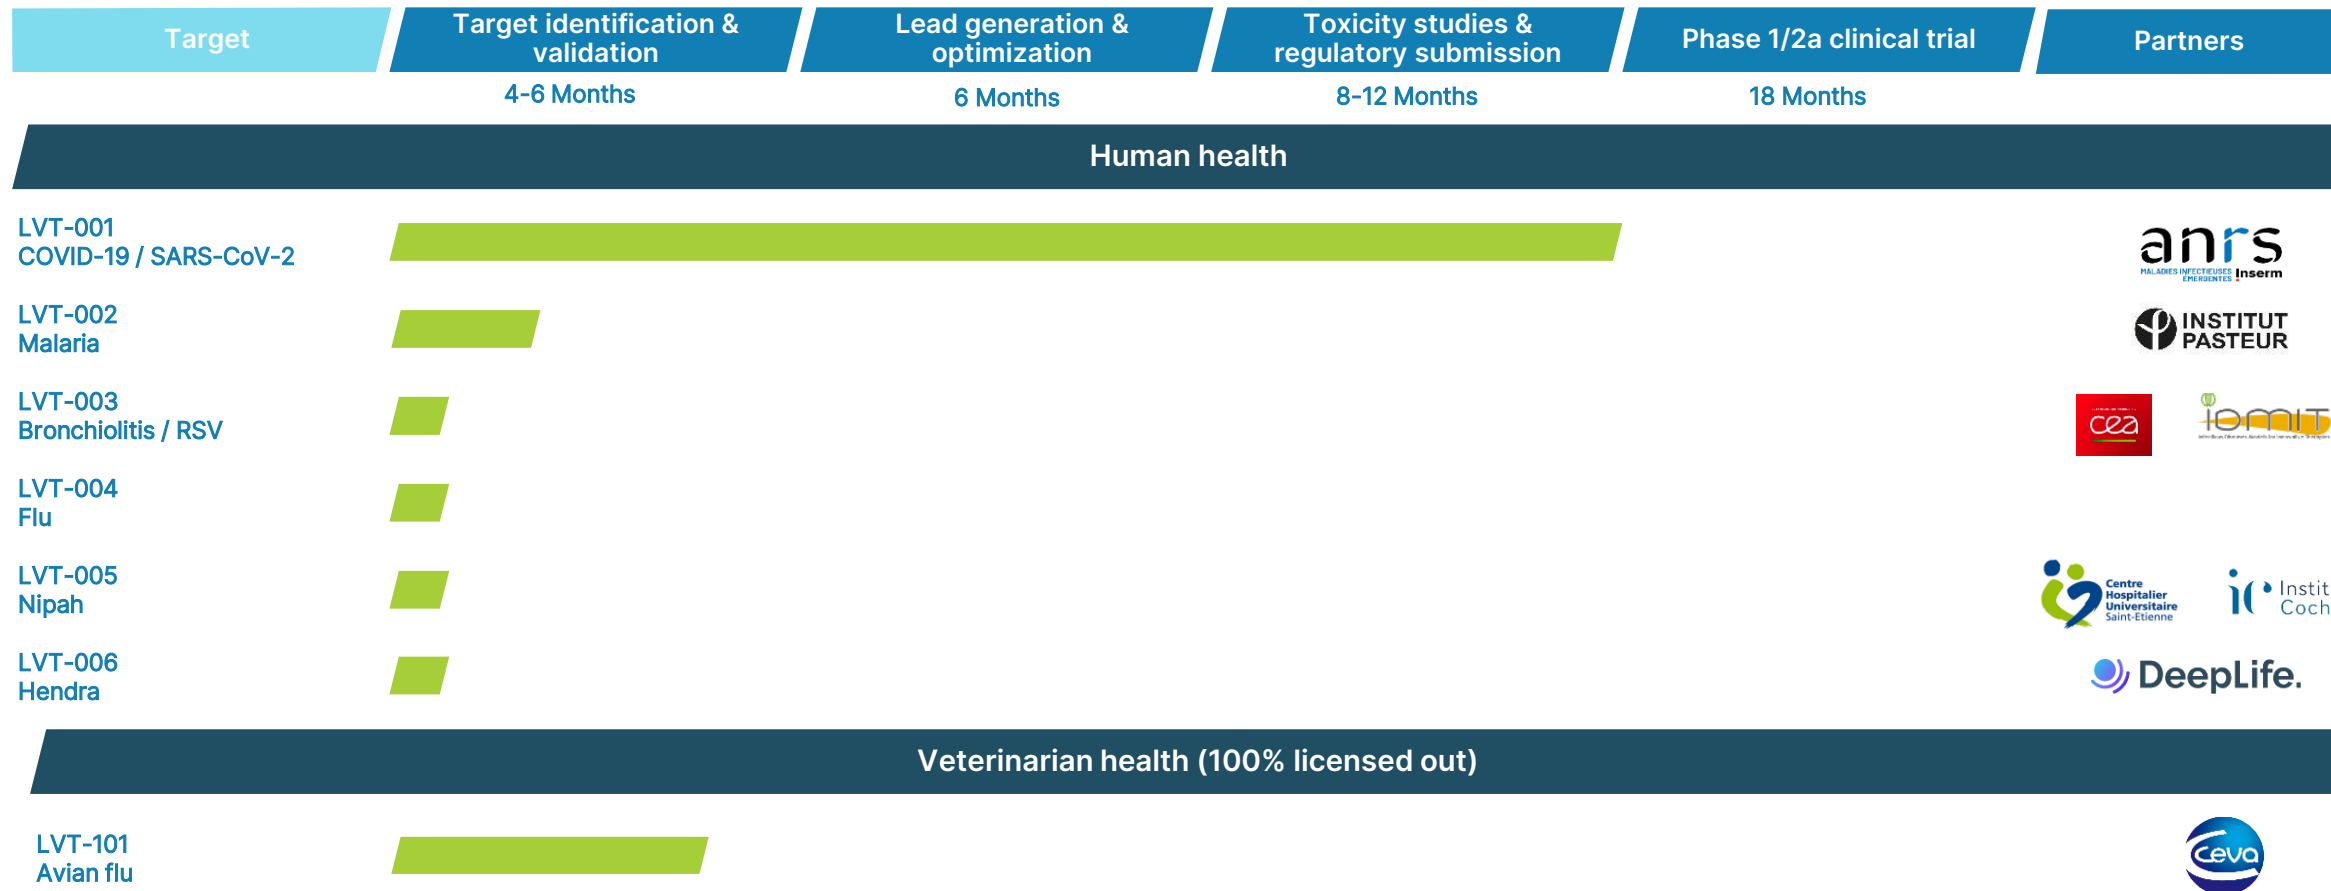 Target
Target identification &
validation
Lead generation &
optimization
Toxicity studies &
regulatory submission
Phase 1/2a clinical trial
Partners
4-6 Months
6 Months
8-12 Months
18 Months
Human health
LVT-001
COVID-19 / SARS-CoV-2
anrs
MALADIES INFECTIEUSES
ÉMERGENTES
Inserm
LVT-002
Malaria
INSTITUT
PASTEUR
LVT-003
Bronchiolitis / RSV
cea
IDMIT
LVT-004
Flu
LVT-005
Nipah
Centre
Hospitalier
Universitaire
Saint-Etienne
ic
Instit
Coch
LVT-006
Hendra
DeepLife.
Veterinarian health (100% licensed out)
LVT-101
Avian flu
Ceva